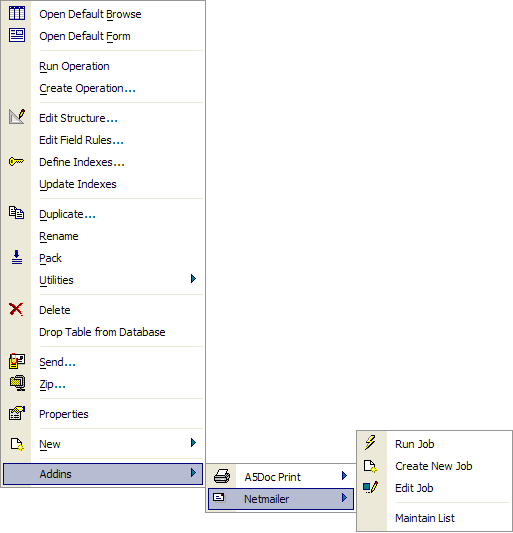 Open Default Browse
Open Default Form
Run Operation
Create Operation...
Edit Structure...
Edit Field Rules...
Define Indexes...
Update Indexes
Duplicate...
Rename
Pack
Utilities
Delete
Drop Table from Database
Send...
Zip...
Properties
New
Addins
A5Doc Print
Netmailer
Run Job
Create New Job
Edit Job
Maintain List